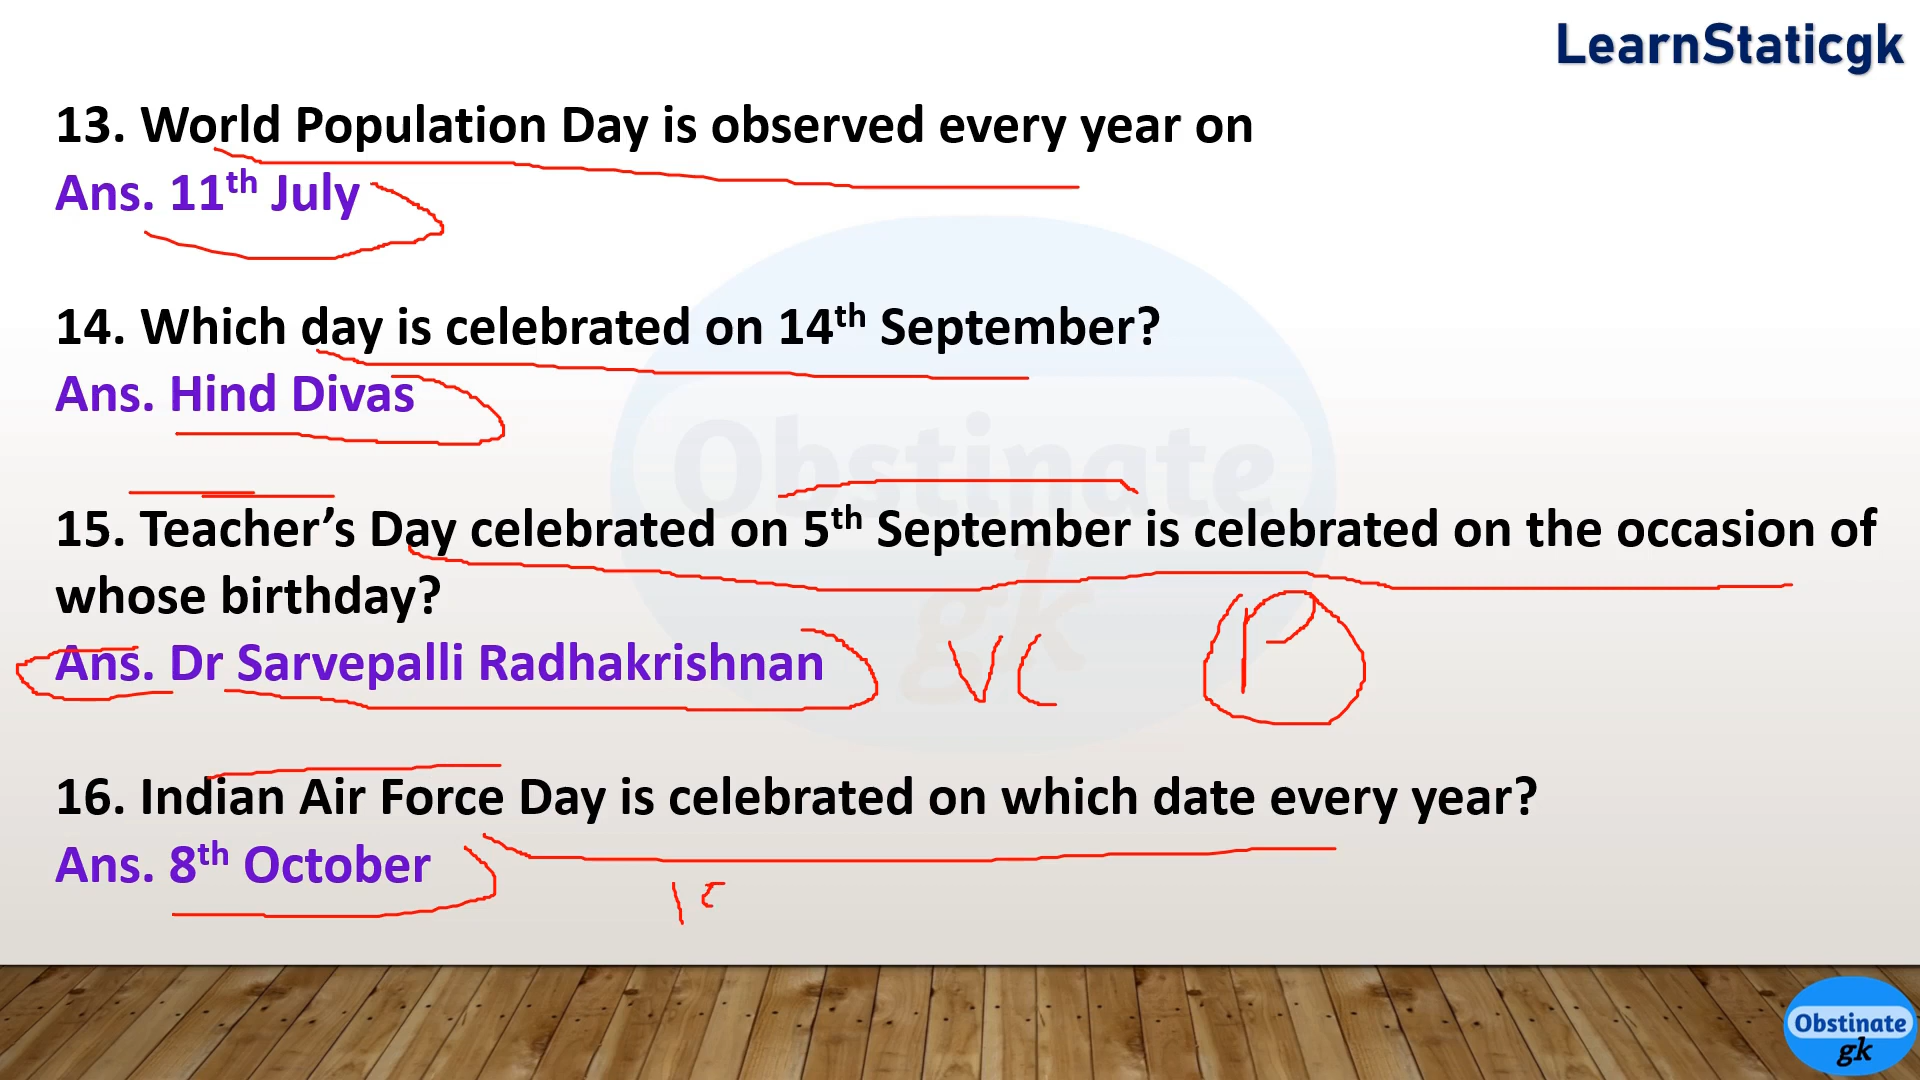 LearnStaticgk
13. World Population Day is observed every year on
Ans. 11th July
14. Which day is celebrated on 14th September?
Ans. Hind Divas
Obstinate
gk
15. Teacher’s Day celebrated on 5th September is celebrated on the occasion of
whose birthday?
Ans. Dr Sarvepalli Radhakrishnan
VC P
16. Indian Air Force Day is celebrated on which date every year?
Ans. 8th October
Obstinate
gk